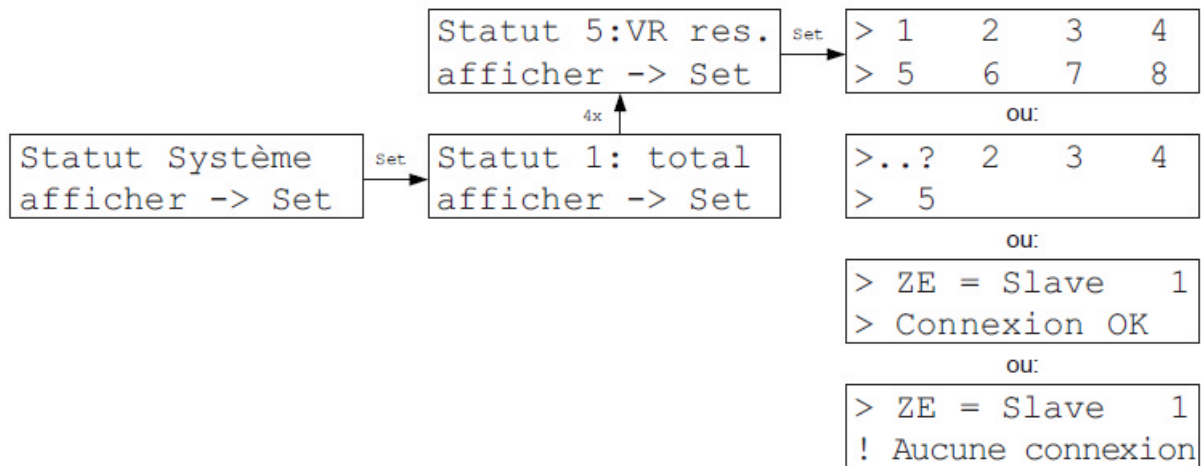 Statut Système
afficher -> Set
Set
Statut 1: total
afficher -> Set
4x
Statut 5:VR res.
afficher -> Set
Set
> 1 2 3 4
> 5 6 7 8
ou:
>..? 2 3 4
> 5
ou:
> ZE = Slave 1
> Connexion OK
ou:
> ZE = Slave 1
! Aucune connexion